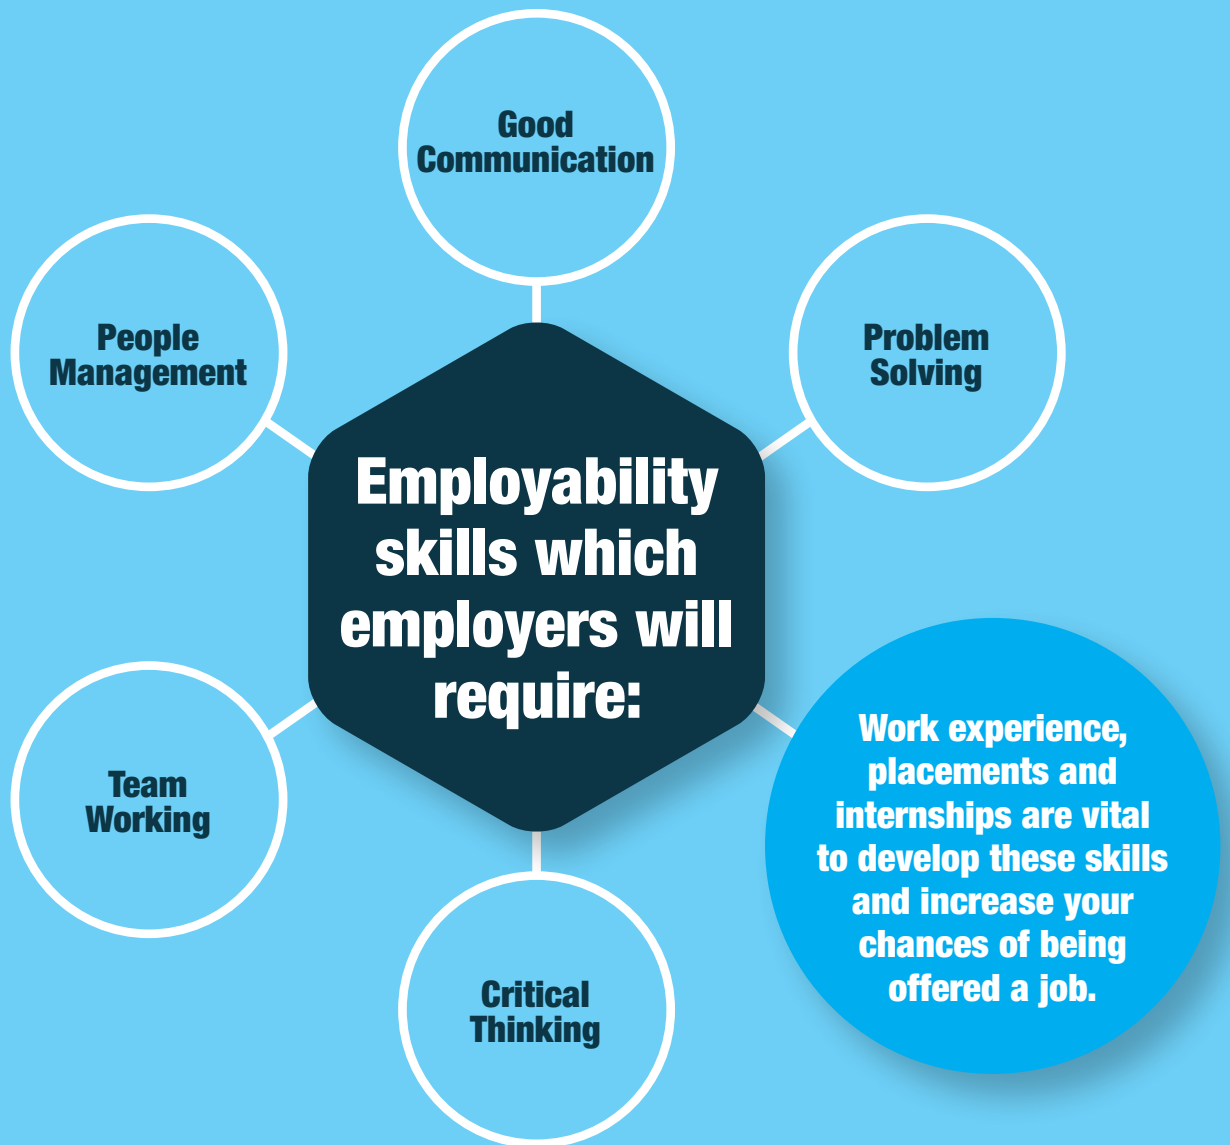 Good
Communication
People
Management
Problem
Solving
Employability
skills which
employers will
require:
Team
Working
Work experience,
placements and
internships are vital
to develop these skills
and increase your
chances of being
offered a job.
Critical
Thinking